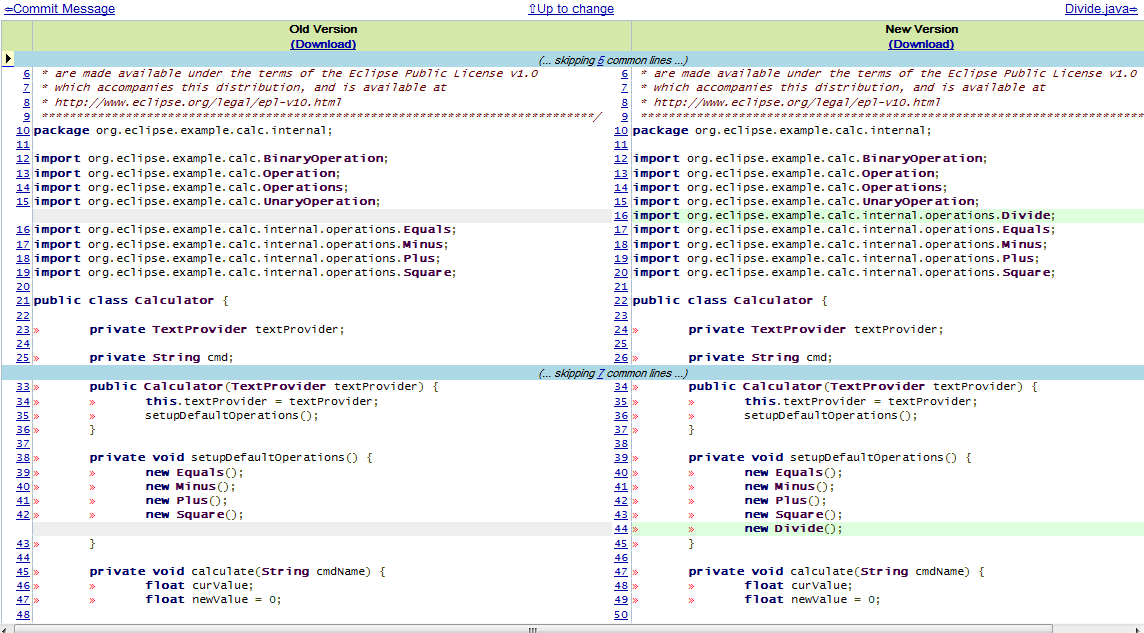 ⇐Commit Message
⇧Up to change
Divide.java⇒
Old Version
(Download)
New Version
(Download)
(... skipping 5 common lines ...)
6 * are made available under the terms of the Eclipse Public License v1.0
7 * which accompanies this distribution, and is available at
8 * http://www.eclipse.org/legal/epl-v10.html
9 *******************************************************************************/
10 package org.eclipse.example.calc.internal;
11
12 import org.eclipse.example.calc.BinaryOperation;
13 import org.eclipse.example.calc.Operation;
14 import org.eclipse.example.calc.Operations;
15 import org.eclipse.example.calc.UnaryOperation;
16 import org.eclipse.example.calc.internal.operations.Equals;
17 import org.eclipse.example.calc.internal.operations.Minus;
18 import org.eclipse.example.calc.internal.operations.Plus;
19 import org.eclipse.example.calc.internal.operations.Square;
20
21 public class Calculator {
22
23 » private TextProvider textProvider;
24
25 » private String cmd;
6 * are made available under the terms of the Eclipse Public License v1.0
7 * which accompanies this distribution, and is available at
8 * http://www.eclipse.org/legal/epl-v10.html
9 ************************************************************************
10 package org.eclipse.example.calc.internal;
11
12 import org.eclipse.example.calc.BinaryOperation;
13 import org.eclipse.example.calc.Operation;
14 import org.eclipse.example.calc.Operations;
15 import org.eclipse.example.calc.UnaryOperation;
16 import org.eclipse.example.calc.internal.operations.Divide;
17 import org.eclipse.example.calc.internal.operations.Equals;
18 import org.eclipse.example.calc.internal.operations.Minus;
19 import org.eclipse.example.calc.internal.operations.Plus;
20 import org.eclipse.example.calc.internal.operations.Square;
21
22 public class Calculator {
23
24 » private TextProvider textProvider;
25
26 » private String cmd;
(... skipping 7 common lines ...)
33 » public Calculator(TextProvider textProvider) {
34 » » this.textProvider = textProvider;
35 » » setupDefaultOperations();
36 » }
37
38 » private void setupDefaultOperations() {
39 » » new Equals();
40 » » new Minus();
41 » » new Plus();
42 » » new Square();
43 » }
44
45 » private void calculate(String cmdName) {
46 » » float curValue;
47 » » float newValue = 0;
48
34 » public Calculator(TextProvider textProvider) {
35 » » this.textProvider = textProvider;
36 » » setupDefaultOperations();
37 » }
38
39 » private void setupDefaultOperations() {
40 » » new Equals();
41 » » new Minus();
42 » » new Plus();
43 » » new Square();
44 » » new Divide();
45 » }
46
47 » private void calculate(String cmdName) {
48 » » float curValue;
49 » » float newValue = 0;
50